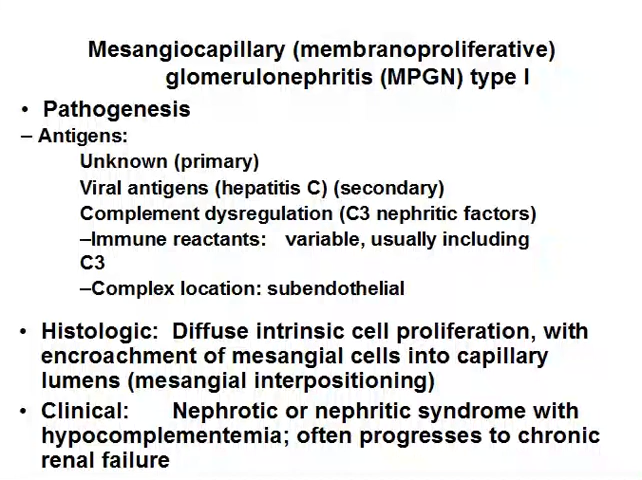 Mesangiocapillary (membranoproliferative)
glomerulonephritis (MPGN) type I
• Pathogenesis
– Antigens:
Unknown (primary)
Viral antigens (hepatitis C) (secondary)
Complement dysregulation (C3 nephritic factors)
–Immune reactants: variable, usually including
C3
–Complex location: subendothelial
• Histologic: Diffuse intrinsic cell proliferation, with
encroachment of mesangial cells into capillary
lumens (mesangial interpositioning)
• Clinical: Nephrotic or nephritic syndrome with
hypocomplementemia; often progresses to chronic
renal failure